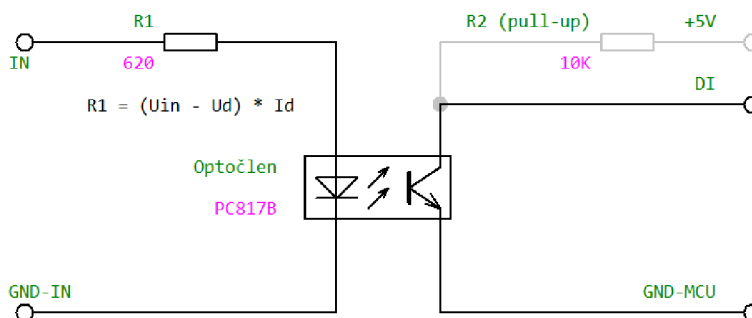 R1
R2 (pull-up)
+5V
IN
620
10K
DI
R1 = (Uin - Ud) * Id
Optočlen
PC817B
GND-IN
GND-MCU